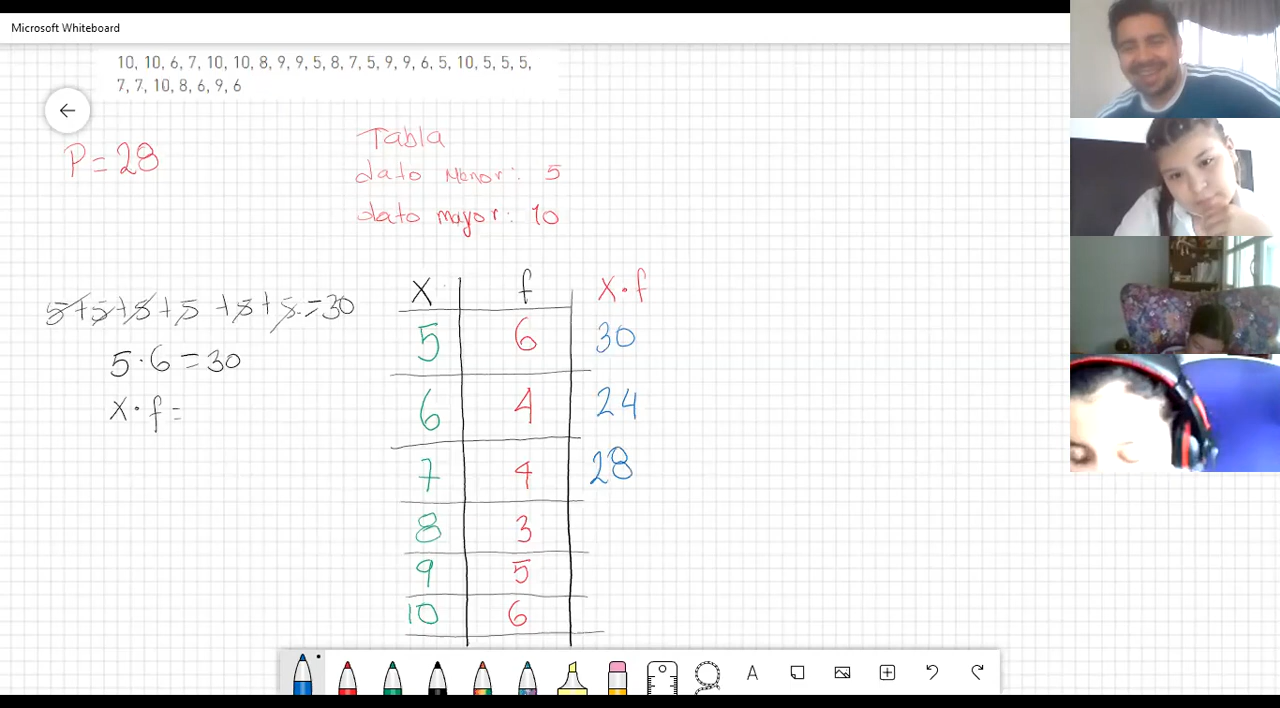 Microsoft Whiteboard
10, 10, 6, 7, 10, 10, 8, 9, 9, 5, 8, 7, 5, 9, 9, 6, 5, 10, 5, 5, 5,
7, 7, 10, 8, 6, 9, 6
P = 28
Tabla
dato Menor: 5
dato mayor: 10
5+5+5+5+5+5=30
5·6=30
X·f=
X f X·f
5 6 30
6 4 24
7 4 28
8 3
9 5
10 6
A